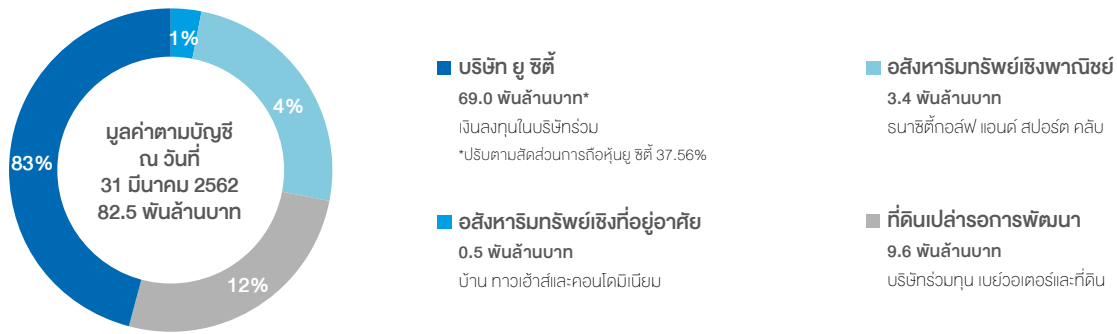 1%
4%
83%
12%
มูลค่าตามบัญชี
ณ วันที่
31 มีนาคม 2562
82.5 พันล้านบาท
บริษัท ยู ซิตี้
69.0 พันล้านบาท*
เงินลงทุนในบริษัทร่วม
*ปรับตามสัดส่วนการถือหุ้นยู ซิตี้ 37.56%
อสังหาริมทรัพย์เชิงพาณิชย์
3.4 พันล้านบาท
ธนาซิตี้กอล์ฟ แอนด์ สปอร์ต คลับ
อสังหาริมทรัพย์เชิงที่อยู่อาศัย
0.5 พันล้านบาท
บ้าน ทาวเฮ้าส์และคอนโดมิเนียม
ที่ดินเปล่ารอการพัฒนา
9.6 พันล้านบาท
บริษัทร่วมทุน เบย์วอเตอร์และที่ดิน